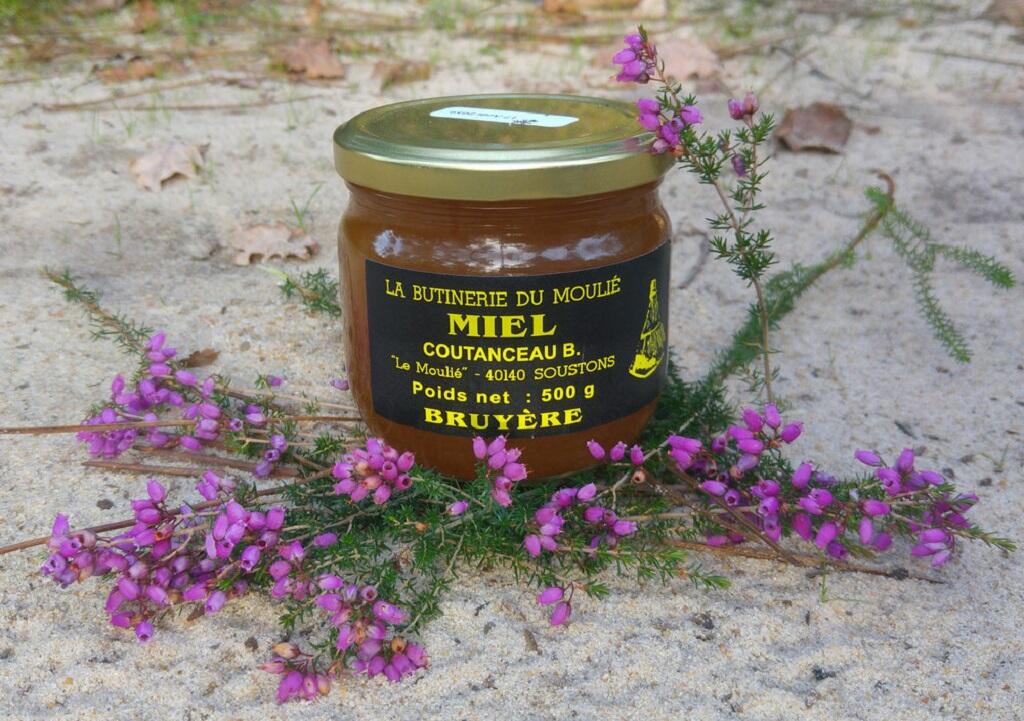 LA BUTINERIE DU MOULIÉ
MIEL
COUTANCEAU B.
"Le Moulié" - 40140 SOUSTONS
Poids net : 500 g
BRUYÈRE